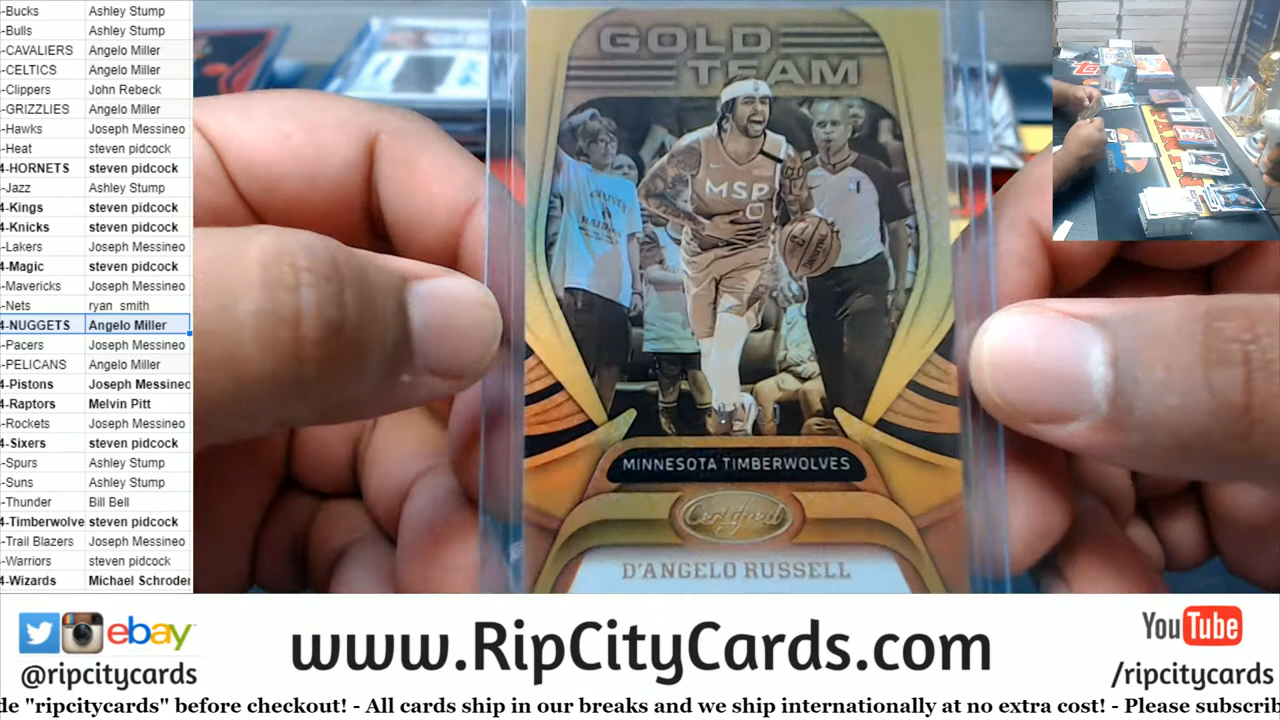 -Bucks Ashley Stump
-Bulls Ashley Stump
-CAVALIERS Angelo Miller
-CELTICS Angelo Miller
-Clippers John Rebeck
-GRIZZLIES Angelo Miller
-Hawks Joseph Messineo
-Heat steven pidcock
4-HORNETS steven pidcock
-Jazz Ashley Stump
4-Kings steven pidcock
4-Knicks steven pidcock
-Lakers Joseph Messineo
4-Magic steven pidcock
-Mavericks Joseph Messineo
-Nets ryan smith
4-NUGGETS Angelo Miller
-Pacers Joseph Messineo
-PELICANS Angelo Miller
4-Pistons Joseph Messineo
4-Raptors Melvin Pitt
-Rockets Joseph Messineo
4-Sixers steven pidcock
-Spurs Ashley Stump
-Suns Ashley Stump
-Thunder Bill Bell
4-Timberwolve steven pidcock
-Trail Blazers Joseph Messineo
-Warriors steven pidcock
4-Wizards Michael Schroder
GOLD
TEAM
MSP
0
MINNESOTA TIMBERWOLVES
Certified
D'ANGELO RUSSELL
ebay
@ripcitycards
www.RipCityCards.com
YouTube
/ripcitycards
de "ripcitycards" before checkout! - All cards ship in our breaks and we ship internationally at no extra cost! - Please subscrib